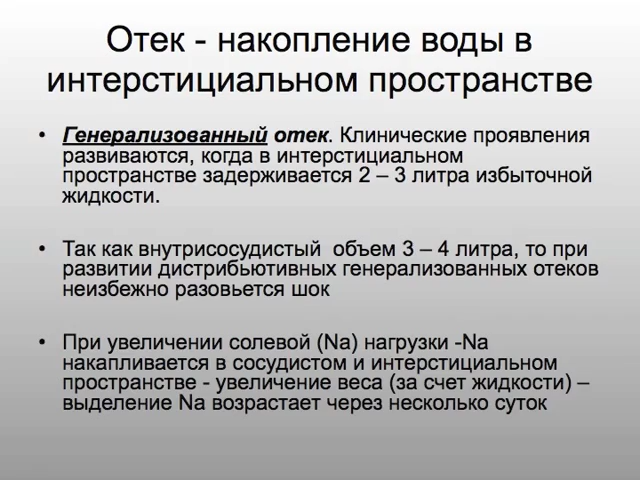 Отек - накопление воды в
интерстициальном пространстве
• Генерализованный отек. Клинические проявления
развиваются, когда в интерстициальном
пространстве задерживается 2 – 3 литра избыточной
жидкости.
• Так как внутрисосудистый объем 3 – 4 литра, то при
развитии дистрибьютивных генерализованных отеков
неизбежно разовьется шок
• При увеличении солевой (Na) нагрузки -Na
накапливается в сосудистом и интерстициальном
пространстве - увеличение веса (за счет жидкости) –
выделение Na возрастает через несколько суток